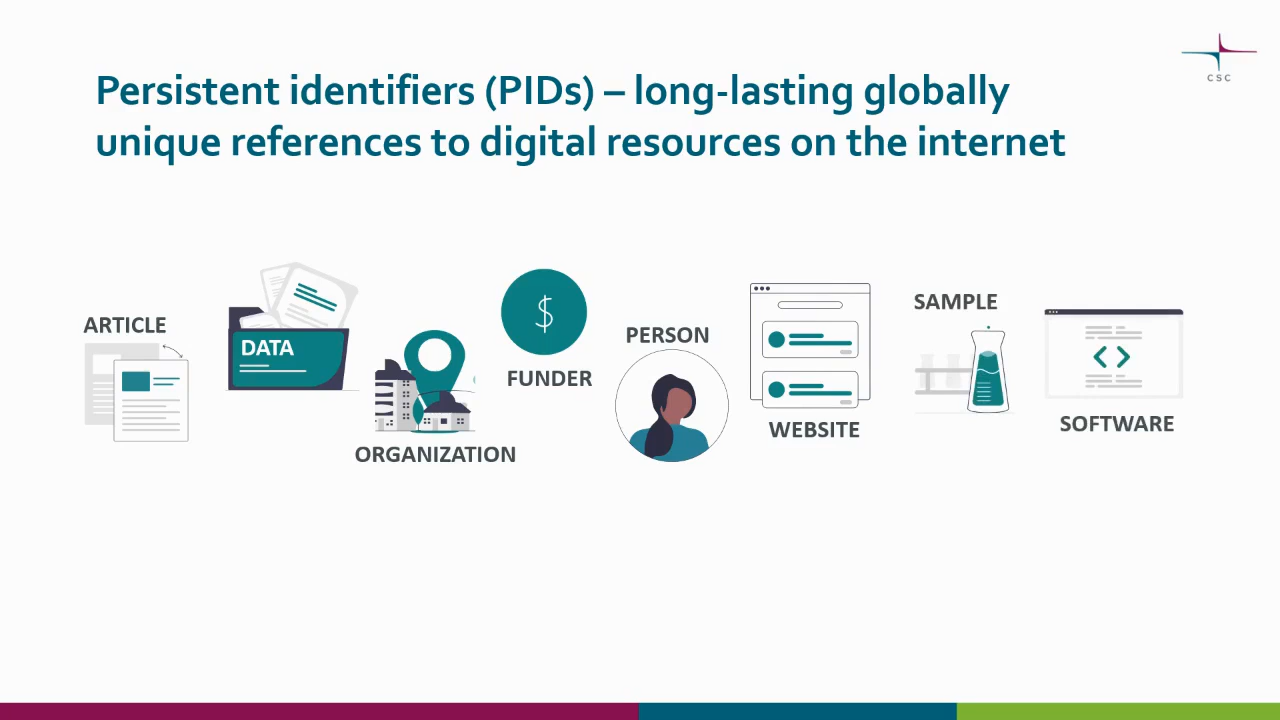 CSC
Persistent identifiers (PIDs) – long-lasting globally
unique references to digital resources on the internet
ARTICLE
DATA
ORGANIZATION
$
FUNDER
PERSON
WEBSITE
SAMPLE
< >
SOFTWARE